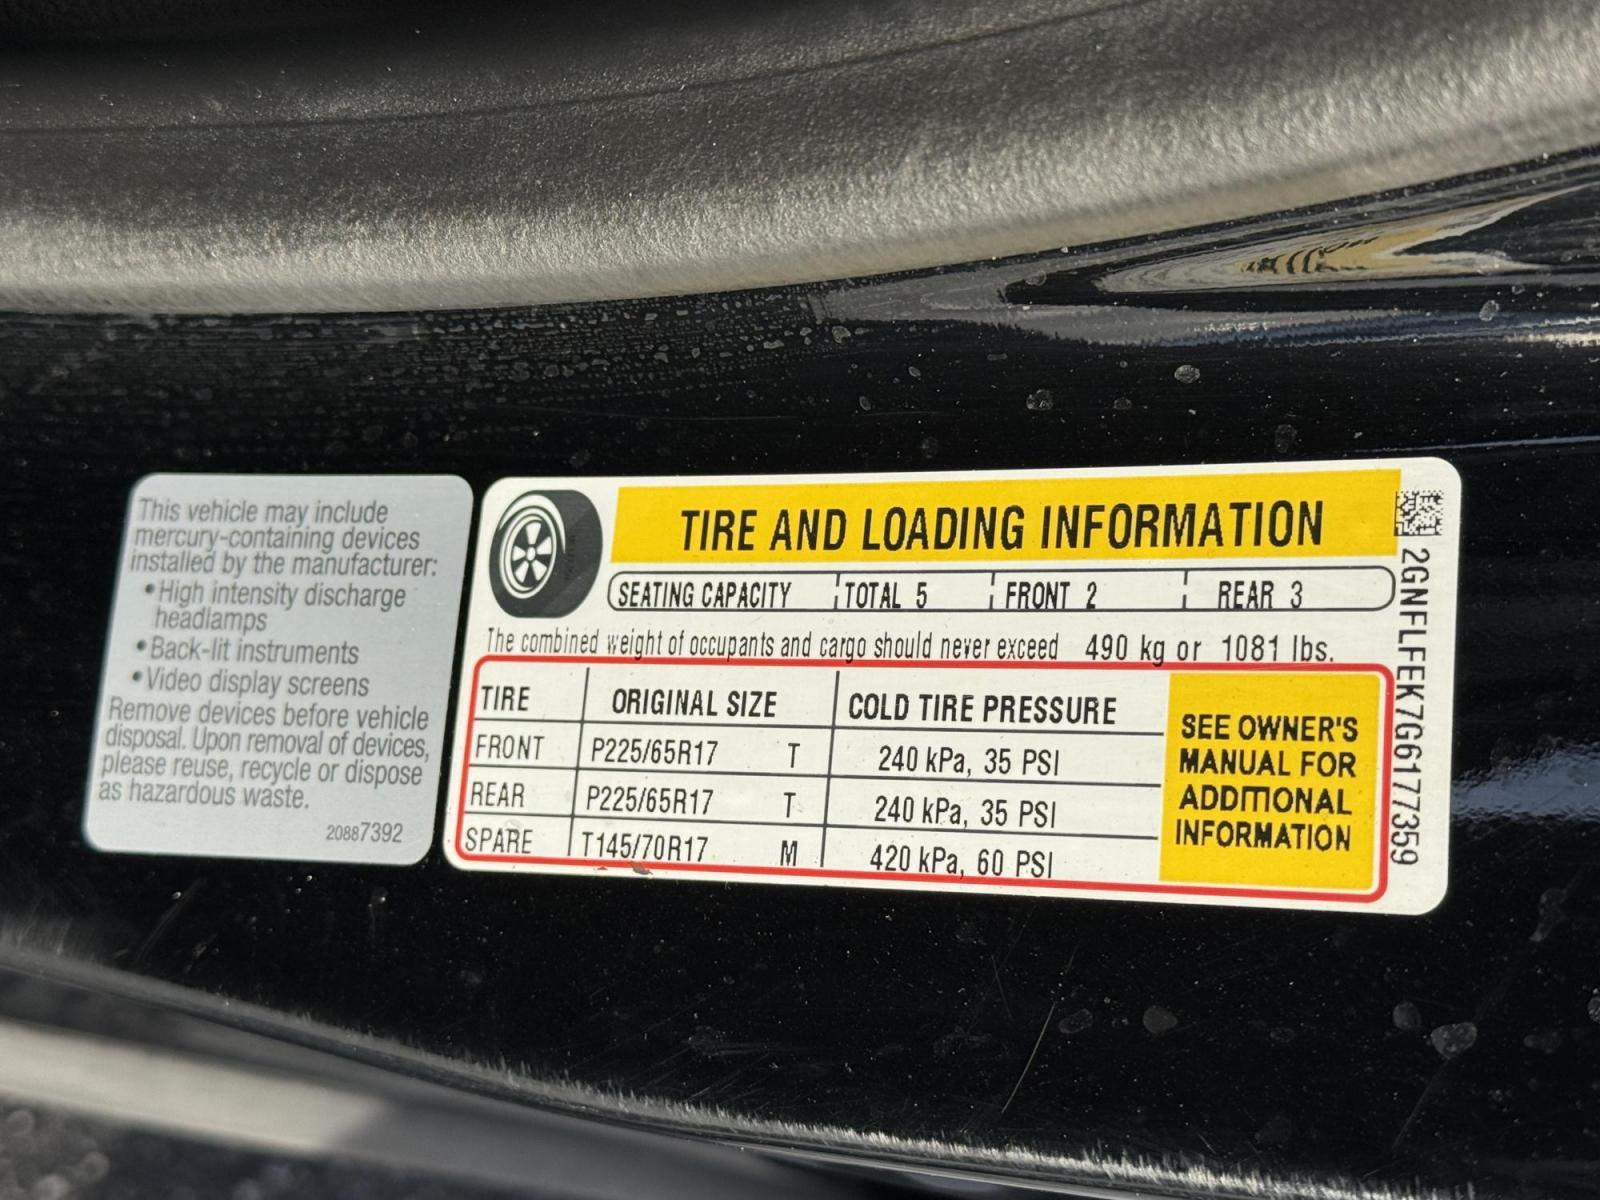 This vehicle may include
mercury-containing devices
installed by the manufacturer:
•High intensity discharge
headlamps
•Back-lit instruments
•Video display screens
Remove devices before vehicle
disposal. Upon removal of devices,
please reuse, recycle or dispose
as hazardous waste.
20887392
TIRE AND LOADING INFORMATION
SEATING CAPACITY TOTAL 5 FRONT 2 REAR 3
The combined weight of occupants and cargo should never exceed 490 kg or 1081 lbs.
TIRE ORIGINAL SIZE COLD TIRE PRESSURE
FRONT P225/65R17 T 240 kPa, 35 PSI
REAR P225/65R17 T 240 kPa, 35 PSI
SPARE T145/70R17 M 420 kPa, 60 PSI
SEE OWNER'S
MANUAL FOR
ADDITIONAL
INFORMATION
2GNFLFEK7G6177359